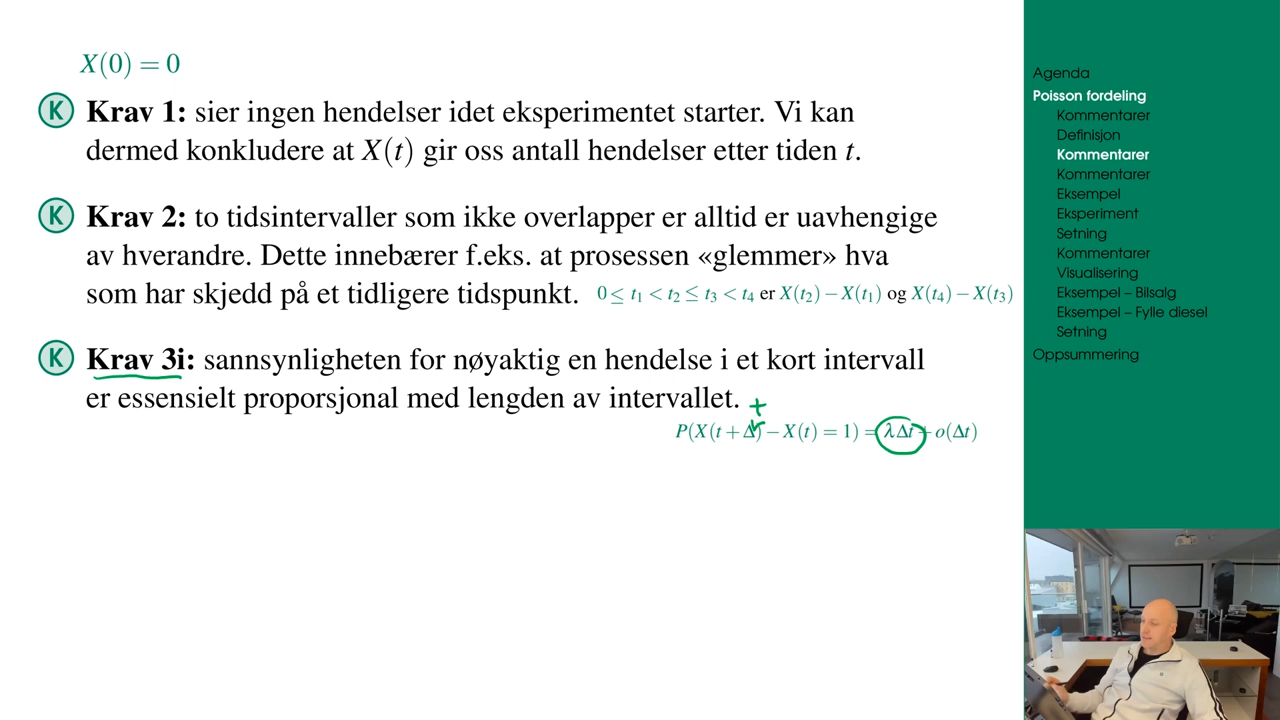 X(0) = 0
K Krav 1: sier ingen hendelser idet eksperimentet starter. Vi kan
dermed konkludere at X(t) gir oss antall hendelser etter tiden t.
K Krav 2: to tidsintervaller som ikke overlapper er alltid er uavhengige
av hverandre. Dette innebærer f.eks. at prosessen «glemmer» hva
som har skjedd på et tidligere tidspunkt. 0 ≤ t₁ < t₂ ≤ t₃ < t₄ er X(t₂) − X(t₁) og X(t₄) − X(t₃)
K Krav 3i: sannsynligheten for nøyaktig en hendelse i et kort intervall
er essensielt proporsjonal med lengden av intervallet.
t
P(X(t + Δ) − X(t) = 1) = λΔt + o(Δt)
Agenda
Poisson fordeling
Kommentarer
Definisjon
Kommentarer
Kommentarer
Eksempel
Eksperiment
Setning
Kommentarer
Visualisering
Eksempel – Bilsalg
Eksempel – Fylle diesel
Setning
Oppsummering